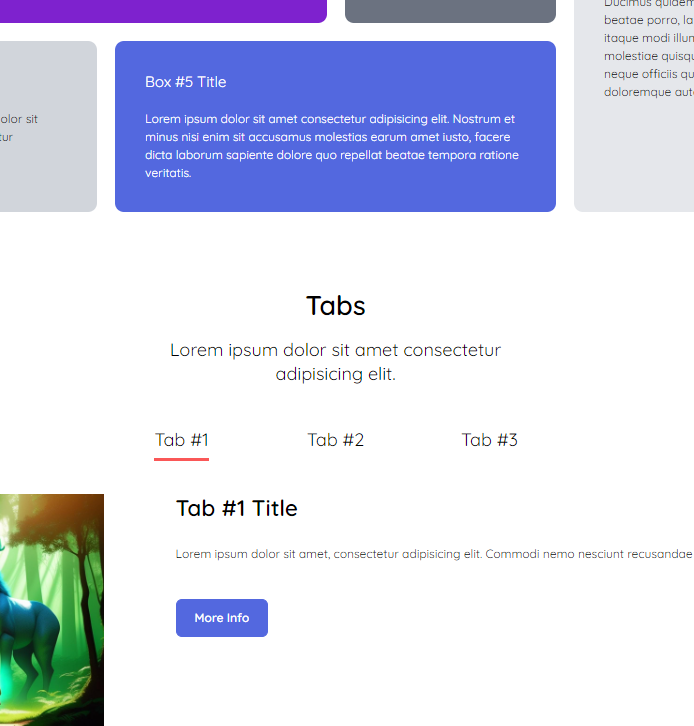 Ducimus quidem
beatae porro, la
itaque modi illun
molestiae quisqu
neque officiis qu
doloremque aut
olor sit
tur
Box #5 Title
Lorem ipsum dolor sit amet consectetur adipisicing elit. Nostrum et
minus nisi enim sit accusamus molestias earum amet iusto, facere
dicta laborum sapiente dolore quo repellat beatae tempora ratione
veritatis.
Tabs
Lorem ipsum dolor sit amet consectetur
adipisicing elit.
Tab #1 Tab #2 Tab #3
Tab #1 Title
Lorem ipsum dolor sit amet, consectetur adipisicing elit. Commodi nemo nesciunt recusandae
More Info